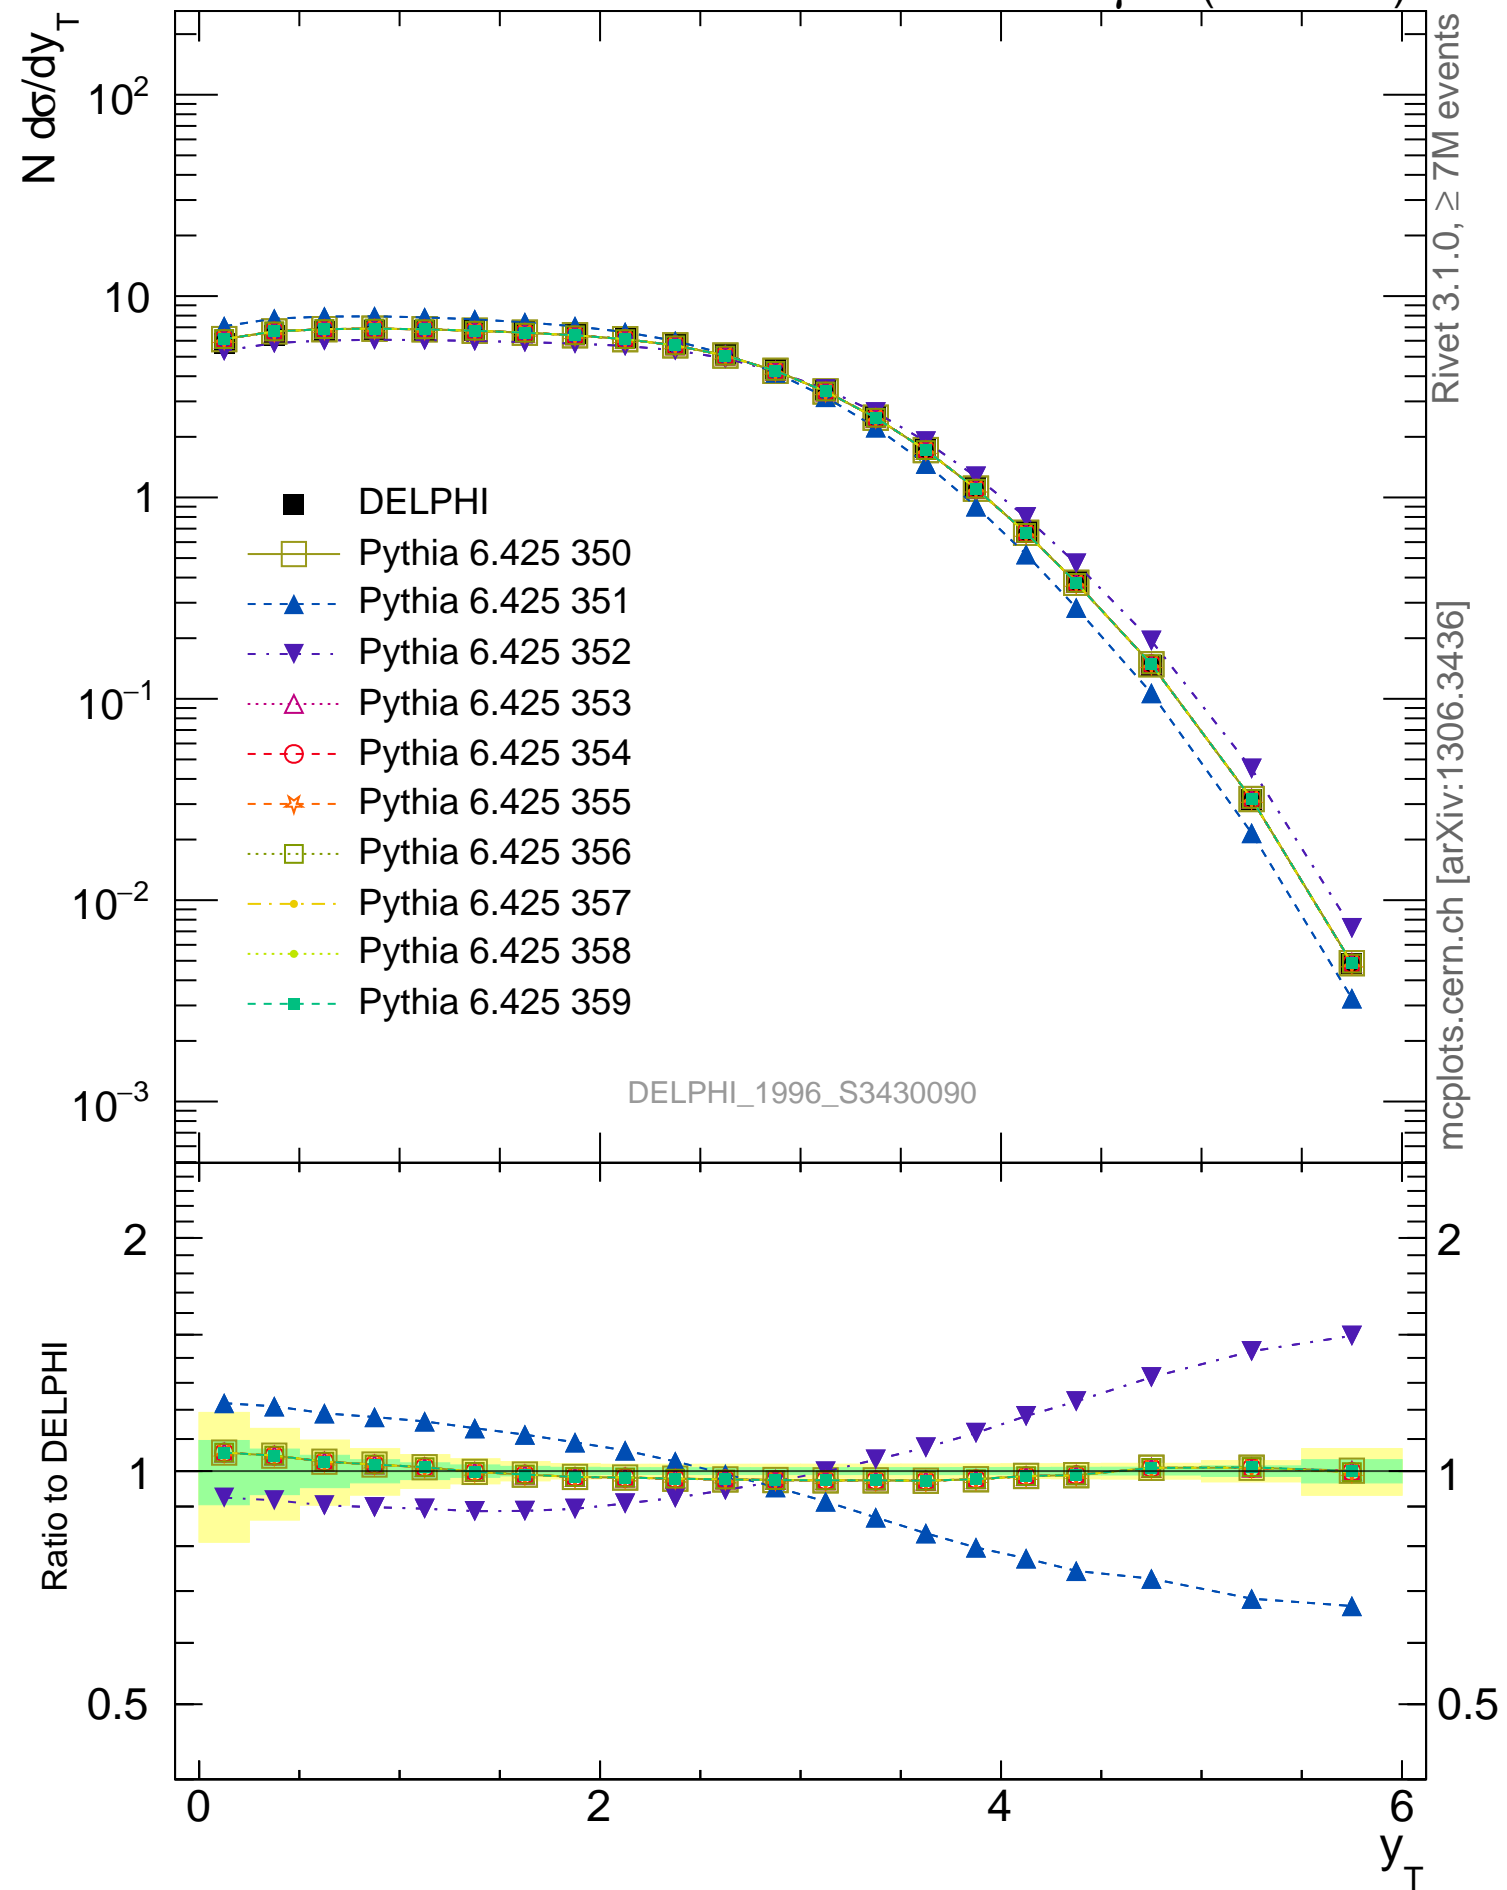 N dσ/dy_T
10²
10
1
10⁻¹
10⁻²
10⁻³
DELPHI
Pythia 6.425 350
Pythia 6.425 351
Pythia 6.425 352
Pythia 6.425 353
Pythia 6.425 354
Pythia 6.425 355
Pythia 6.425 356
Pythia 6.425 357
Pythia 6.425 358
Pythia 6.425 359
DELPHI_1996_S3430090
Rivet 3.1.0, ≥ 7M events
mcplots.cern.ch [arXiv:1306.3436]
Ratio to DELPHI
2
1
0.5
2
1
0.5
0
2
4
6
y_T